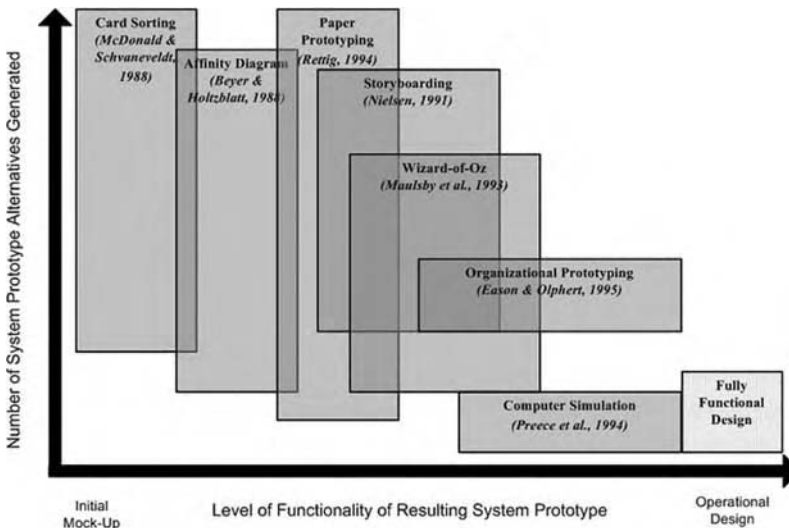 Card Sorting
(McDonald &
Schvaneveldt,
1988)
Affinity Diagram
(Beyer &
Holtzblatt, 1988)
Paper
Prototyping
(Rettig, 1994)
Storyboarding
(Nielsen, 1991)
Wizard-of-Oz
(Maulsby et al., 1993)
Organizational Prototyping
(Eason & Olphert, 1995)
Computer Simulation
(Preece et al., 1994)
Fully
Functional
Design
Number of System Prototype Alternatives Generated
Initial
Mock-Up
Level of Functionality of Resulting System Prototype
Operational
Design